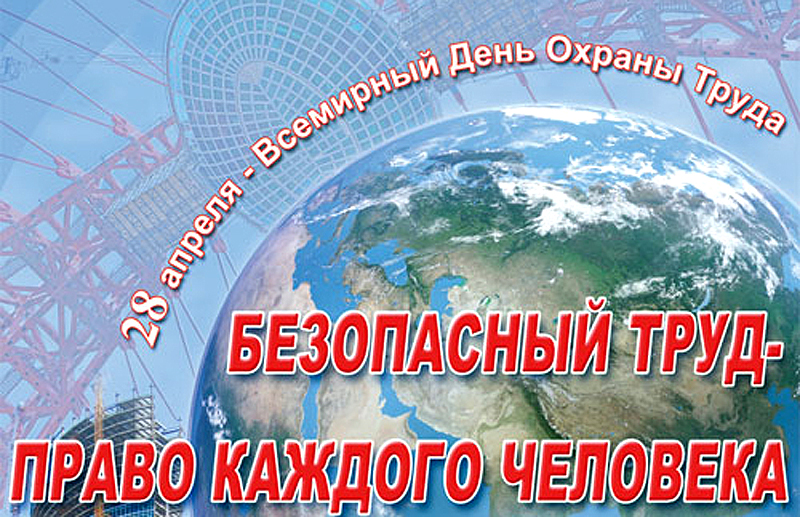 28 апреля - Всемирный День Охраны Труда
БЕЗОПАСНЫЙ ТРУД-
ПРАВО КАЖДОГО ЧЕЛОВЕКА